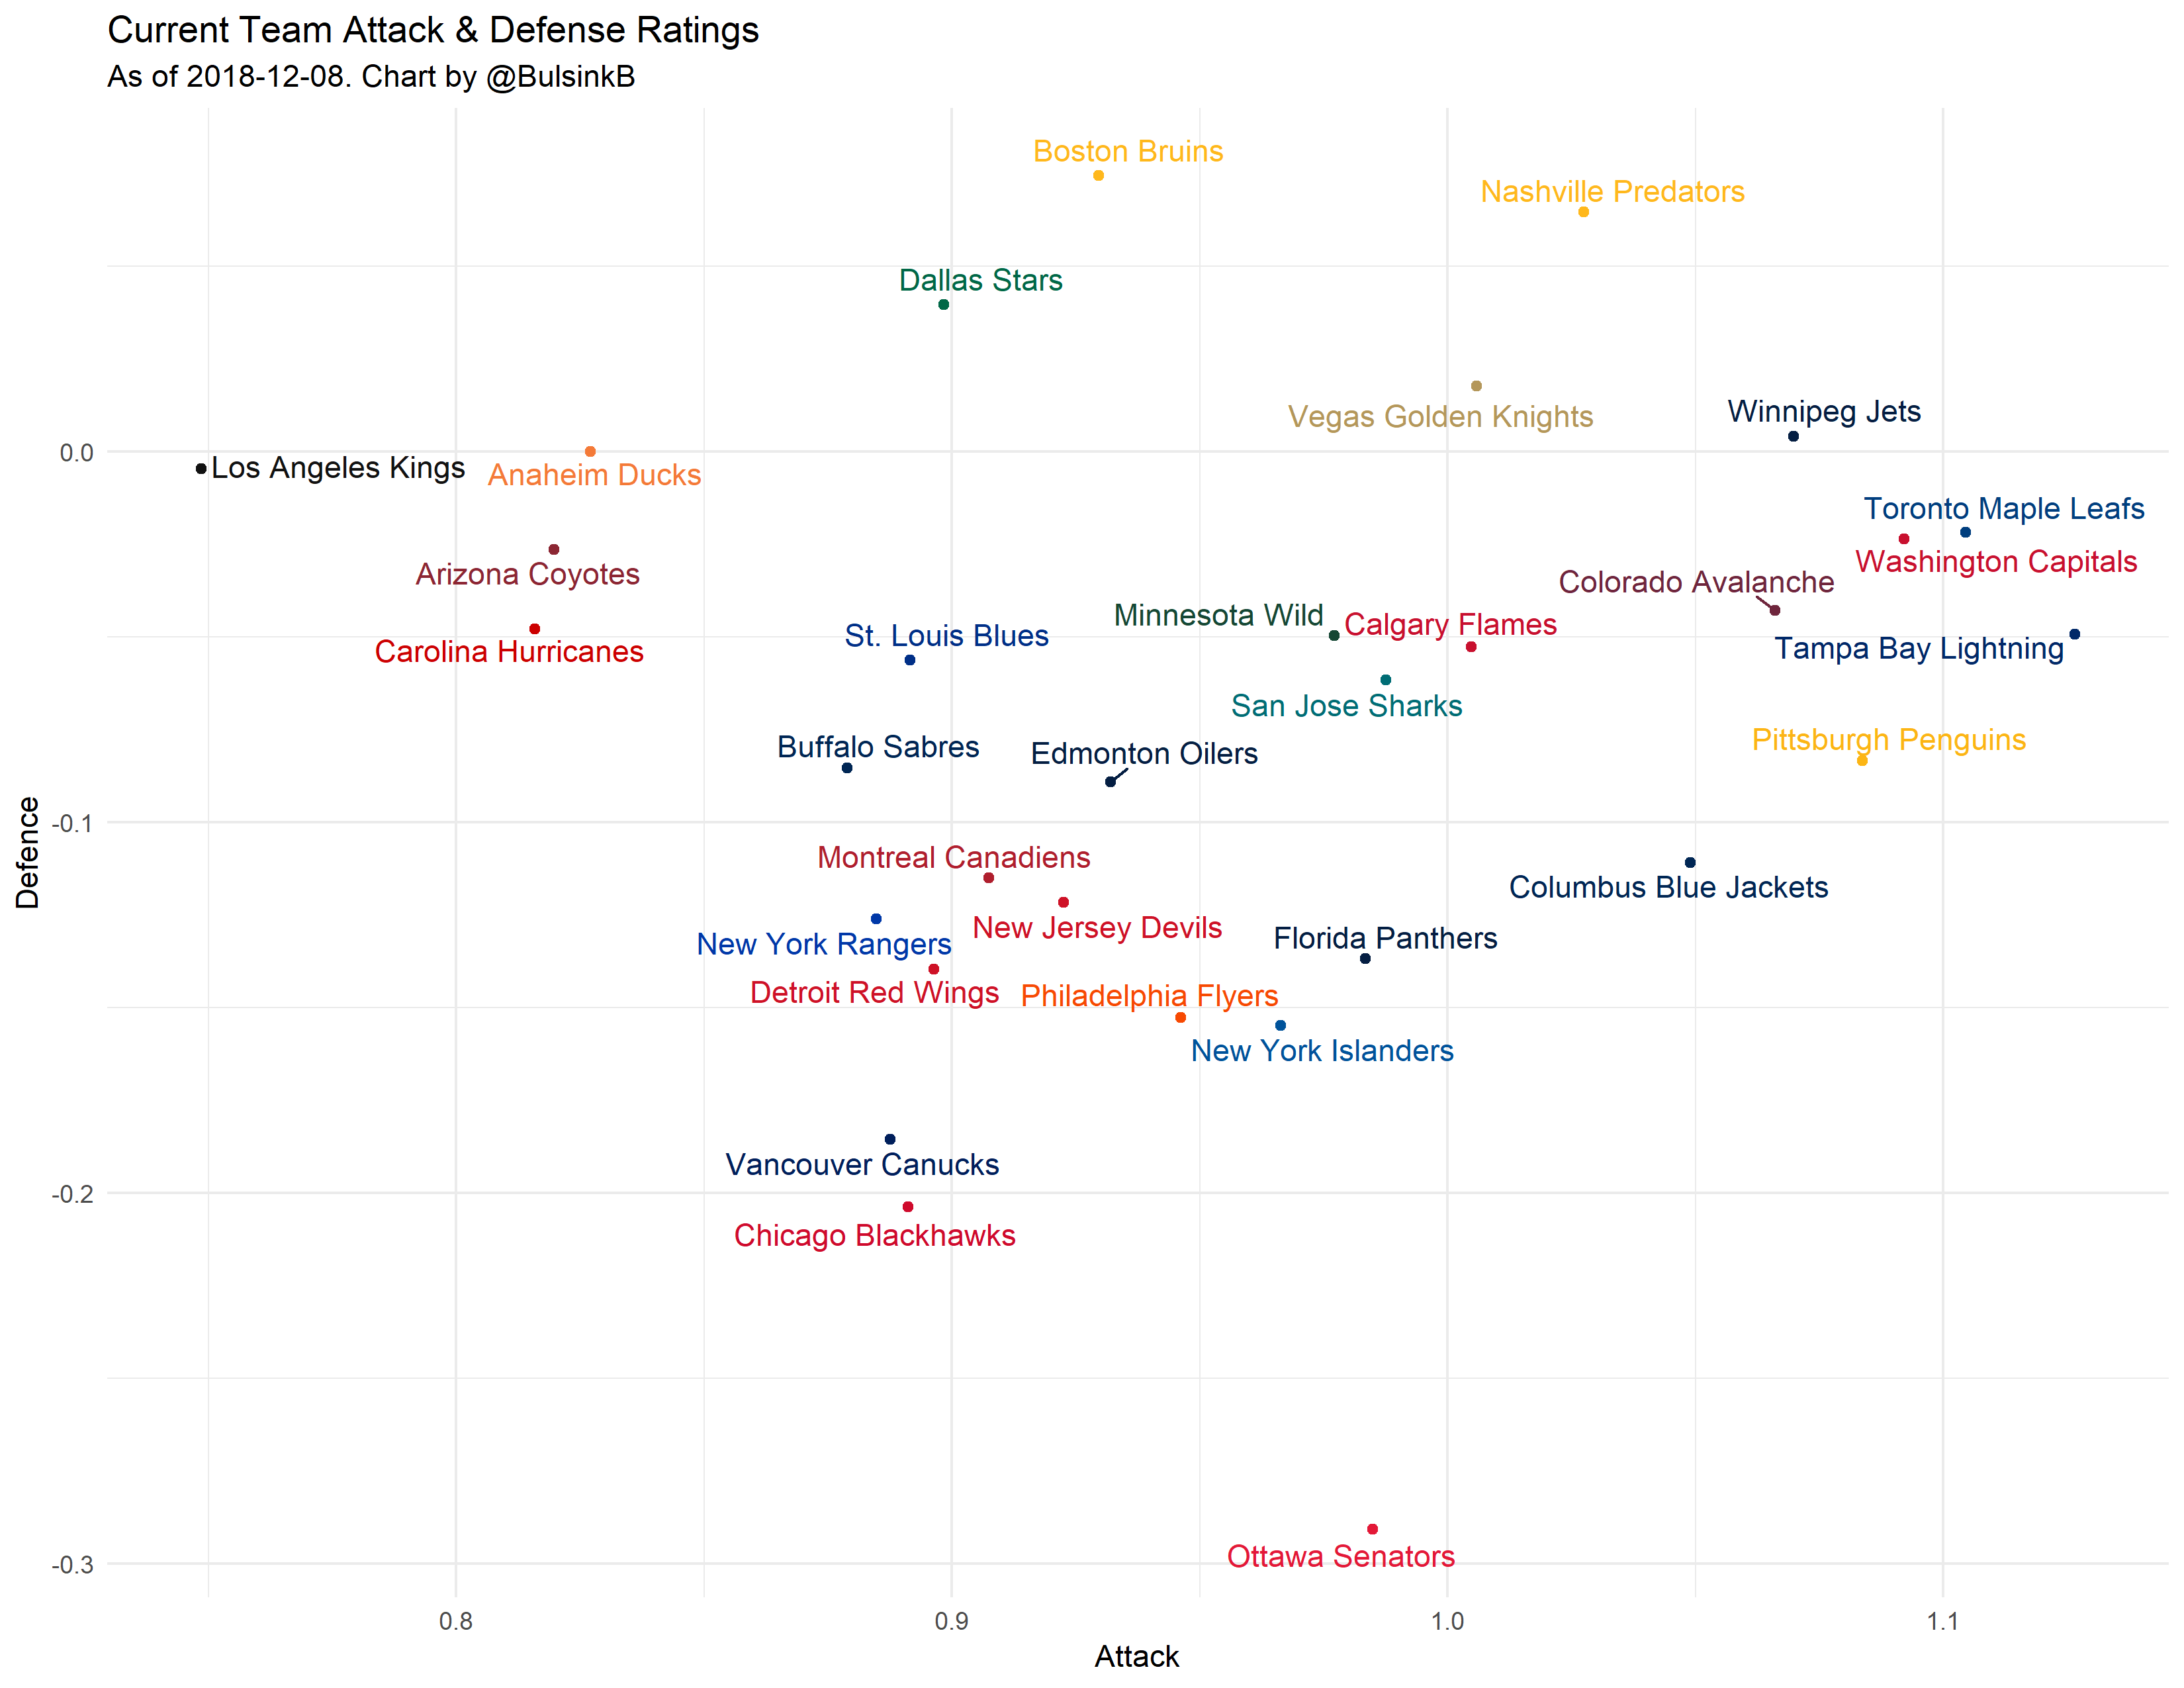 Current Team Attack & Defense Ratings
As of 2018-12-08. Chart by @BulsinkB
Boston Bruins
Nashville Predators
Dallas Stars
Vegas Golden Knights
Winnipeg Jets
0.0
Los Angeles Kings
Anaheim Ducks
Toronto Maple Leafs
Washington Capitals
Arizona Coyotes
Colorado Avalanche
Minnesota Wild
Calgary Flames
St. Louis Blues
Carolina Hurricanes
Tampa Bay Lightning
San Jose Sharks
Pittsburgh Penguins
Buffalo Sabres
Edmonton Oilers
-0.1
Defence
Montreal Canadiens
Columbus Blue Jackets
New Jersey Devils
Florida Panthers
New York Rangers
Detroit Red Wings
Philadelphia Flyers
New York Islanders
Vancouver Canucks
-0.2
Chicago Blackhawks
Ottawa Senators
-0.3
0.8
0.9
1.0
1.1
Attack